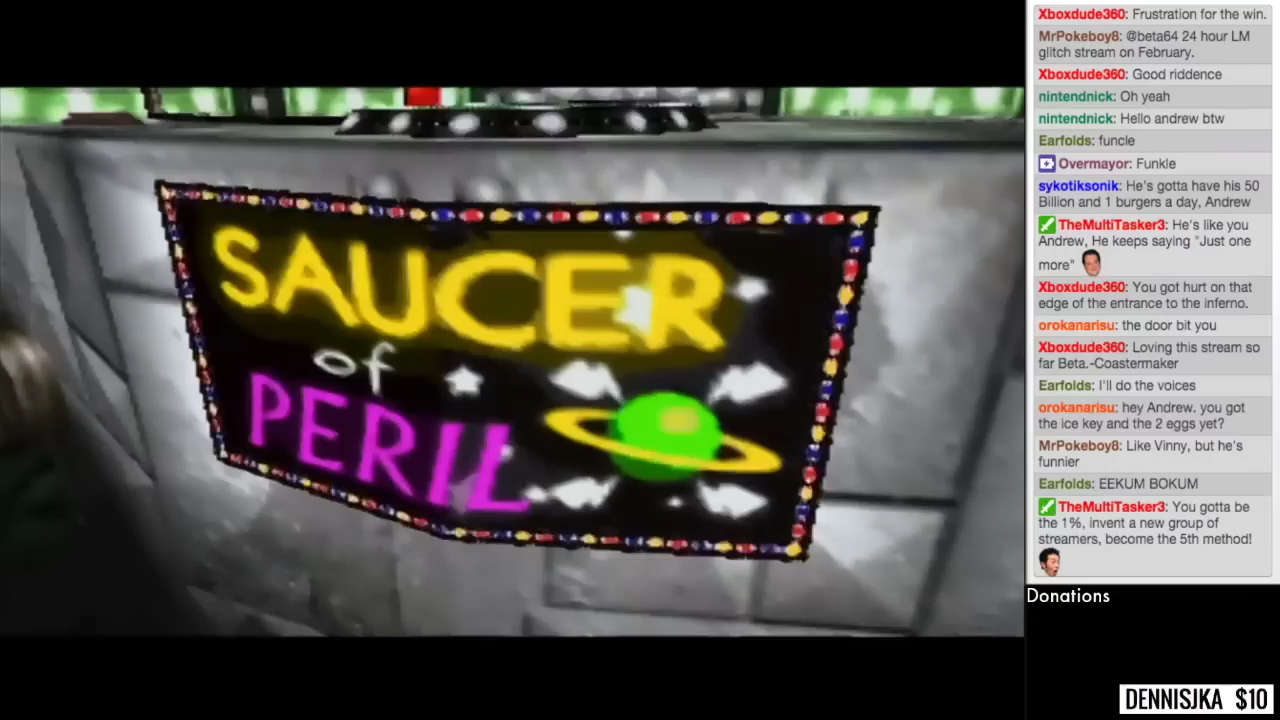 SAUCER
of
PERIL
Xboxdude360: Frustration for the win.
MrPokeboy8: @beta64 24 hour LM
glitch stream on February.
Xboxdude360: Good riddence
nintendnick: Oh yeah
nintendnick: Hello andrew btw
Earfolds: funcle
Overmayor: Funkle
sykotiksonik: He's gotta have his 50
Billion and 1 burgers a day, Andrew
TheMultiTasker3: He's like you
Andrew, He keeps saying "Just one
more"
Xboxdude360: You got hurt on that
edge of the entrance to the inferno.
orokanarisu: the door bit you
Xboxdude360: Loving this stream so
far Beta.-Coastermaker
Earfolds: I'll do the voices
orokanarisu: hey Andrew. you got
the ice key and the 2 eggs yet?
MrPokeboy8: Like Vinny, but he's
funnier
Earfolds: EEKUM BOKUM
TheMultiTasker3: You gotta be
the 1%, invent a new group of
streamers, become the 5th method!
Donations
DENNISJKA $10